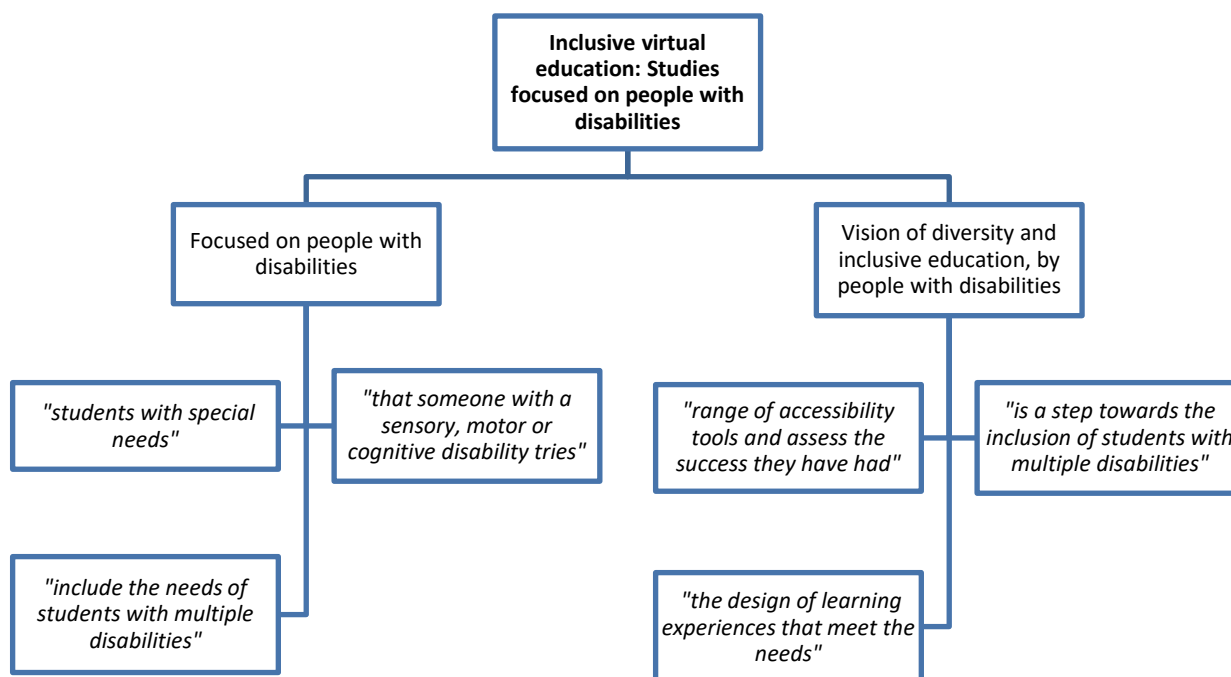 Inclusive virtual
education: Studies
focused on people with
disabilities
Focused on people with
disabilities
Vision of diversity and
inclusive education, by
people with disabilities
"students with special
needs"
"that someone with a
sensory, motor or
cognitive disability tries"
"range of accessibility
tools and assess the
success they have had"
"is a step towards the
inclusion of students with
multiple disabilities"
"include the needs of
students with multiple
disabilities"
"the design of learning
experiences that meet the
needs"